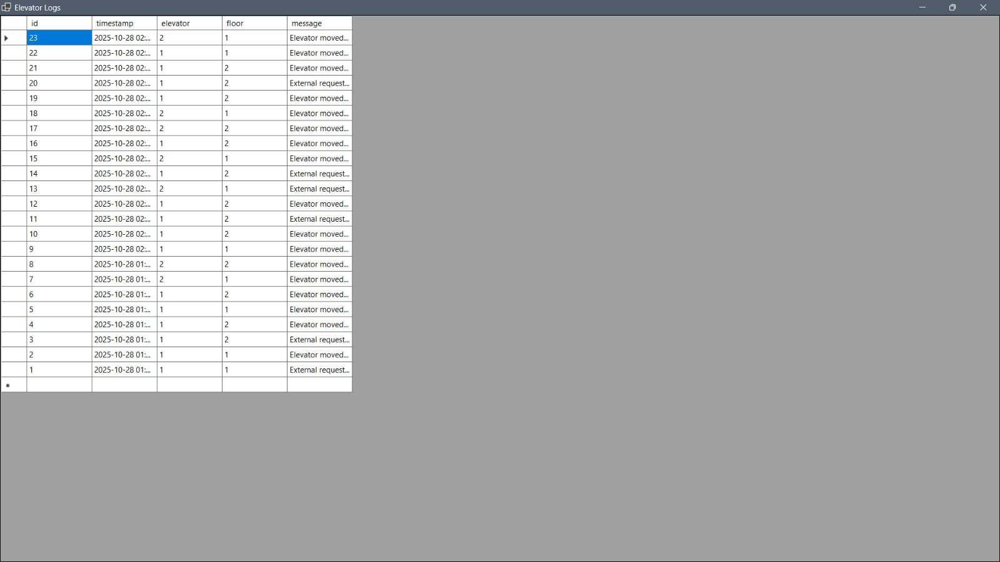 Elevator Logs
id timestamp elevator floor message
23 2025-10-28 02:... 2 1 Elevator moved...
22 2025-10-28 02:... 1 1 Elevator moved...
21 2025-10-28 02:... 1 2 Elevator moved...
20 2025-10-28 02:... 1 2 External request...
19 2025-10-28 02:... 1 2 Elevator moved...
18 2025-10-28 02:... 2 1 Elevator moved...
17 2025-10-28 02:... 2 2 Elevator moved...
16 2025-10-28 02:... 1 2 Elevator moved...
15 2025-10-28 02:... 2 1 Elevator moved...
14 2025-10-28 02:... 1 2 External request...
13 2025-10-28 02:... 2 1 External request...
12 2025-10-28 02:... 1 2 Elevator moved...
11 2025-10-28 02:... 1 2 External request...
10 2025-10-28 02:... 1 2 Elevator moved...
9 2025-10-28 02:... 1 1 Elevator moved...
8 2025-10-28 01:... 2 2 Elevator moved...
7 2025-10-28 01:... 2 1 Elevator moved...
6 2025-10-28 01:... 1 2 Elevator moved...
5 2025-10-28 01:... 1 1 Elevator moved...
4 2025-10-28 01:... 1 2 Elevator moved...
3 2025-10-28 01:... 1 2 External request...
2 2025-10-28 01:... 1 1 Elevator moved...
1 2025-10-28 01:... 1 1 External request...